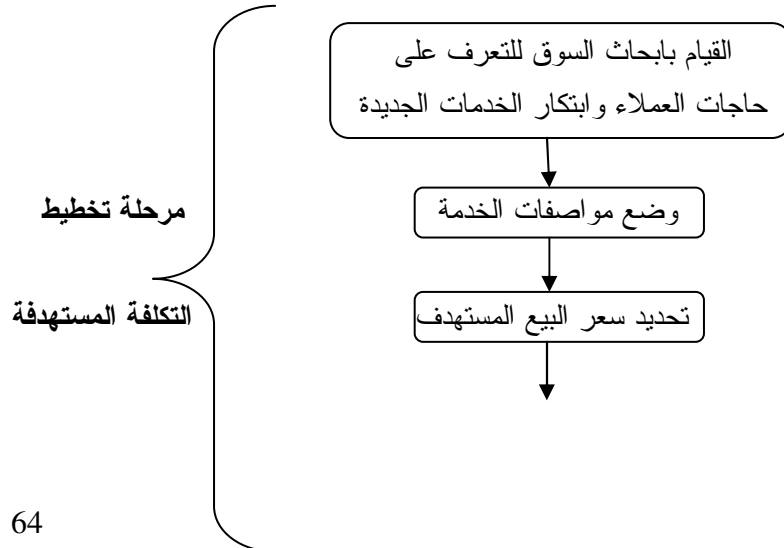 القيام بابحاث السوق للتعرف على
حاجات العملاء وابتكار الخدمات الجديدة
وضع مواصفات الخدمة
تحديد سعر البيع المستهدف
مرحلة تخطيط
التكلفة المستهدفة
64